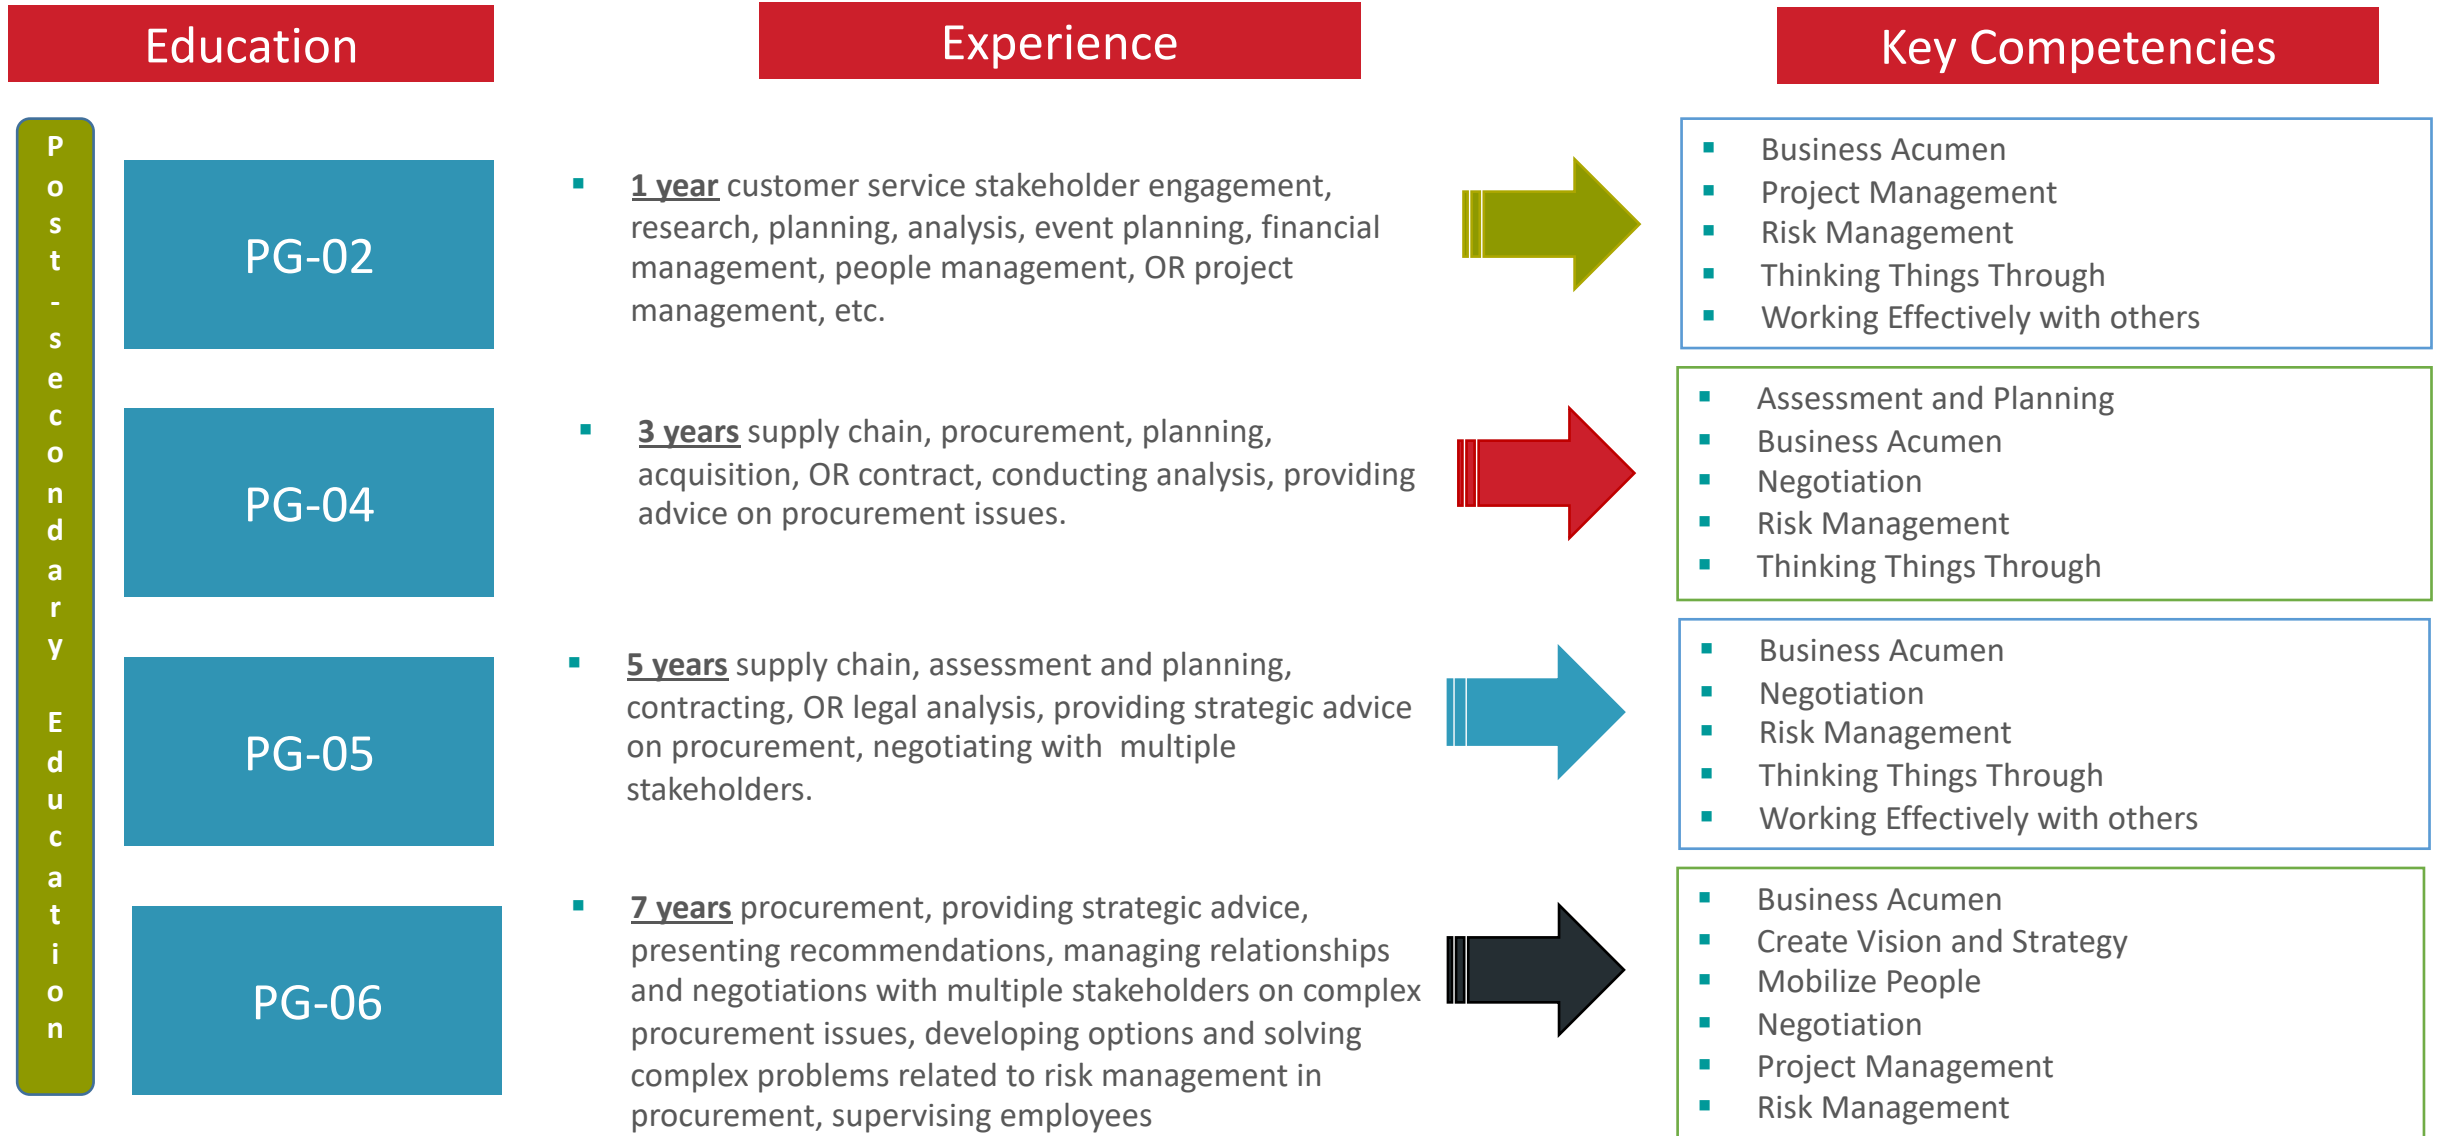 Education
Experience
Key Competencies
Post-secondary Education
PG-02
▪ 1 year customer service stakeholder engagement,
research, planning, analysis, event planning, financial
management, people management, OR project
management, etc.
▪ Business Acumen
▪ Project Management
▪ Risk Management
▪ Thinking Things Through
▪ Working Effectively with others
PG-04
▪ 3 years supply chain, procurement, planning,
acquisition, OR contract, conducting analysis, providing
advice on procurement issues.
▪ Assessment and Planning
▪ Business Acumen
▪ Negotiation
▪ Risk Management
▪ Thinking Things Through
PG-05
▪ 5 years supply chain, assessment and planning,
contracting, OR legal analysis, providing strategic advice
on procurement, negotiating with  multiple
stakeholders.
▪ Business Acumen
▪ Negotiation
▪ Risk Management
▪ Thinking Things Through
▪ Working Effectively with others
PG-06
▪ 7 years procurement, providing strategic advice,
presenting recommendations, managing relationships
and negotiations with multiple stakeholders on complex
procurement issues, developing options and solving
complex problems related to risk management in
procurement, supervising employees
▪ Business Acumen
▪ Create Vision and Strategy
▪ Mobilize People
▪ Negotiation
▪ Project Management
▪ Risk Management